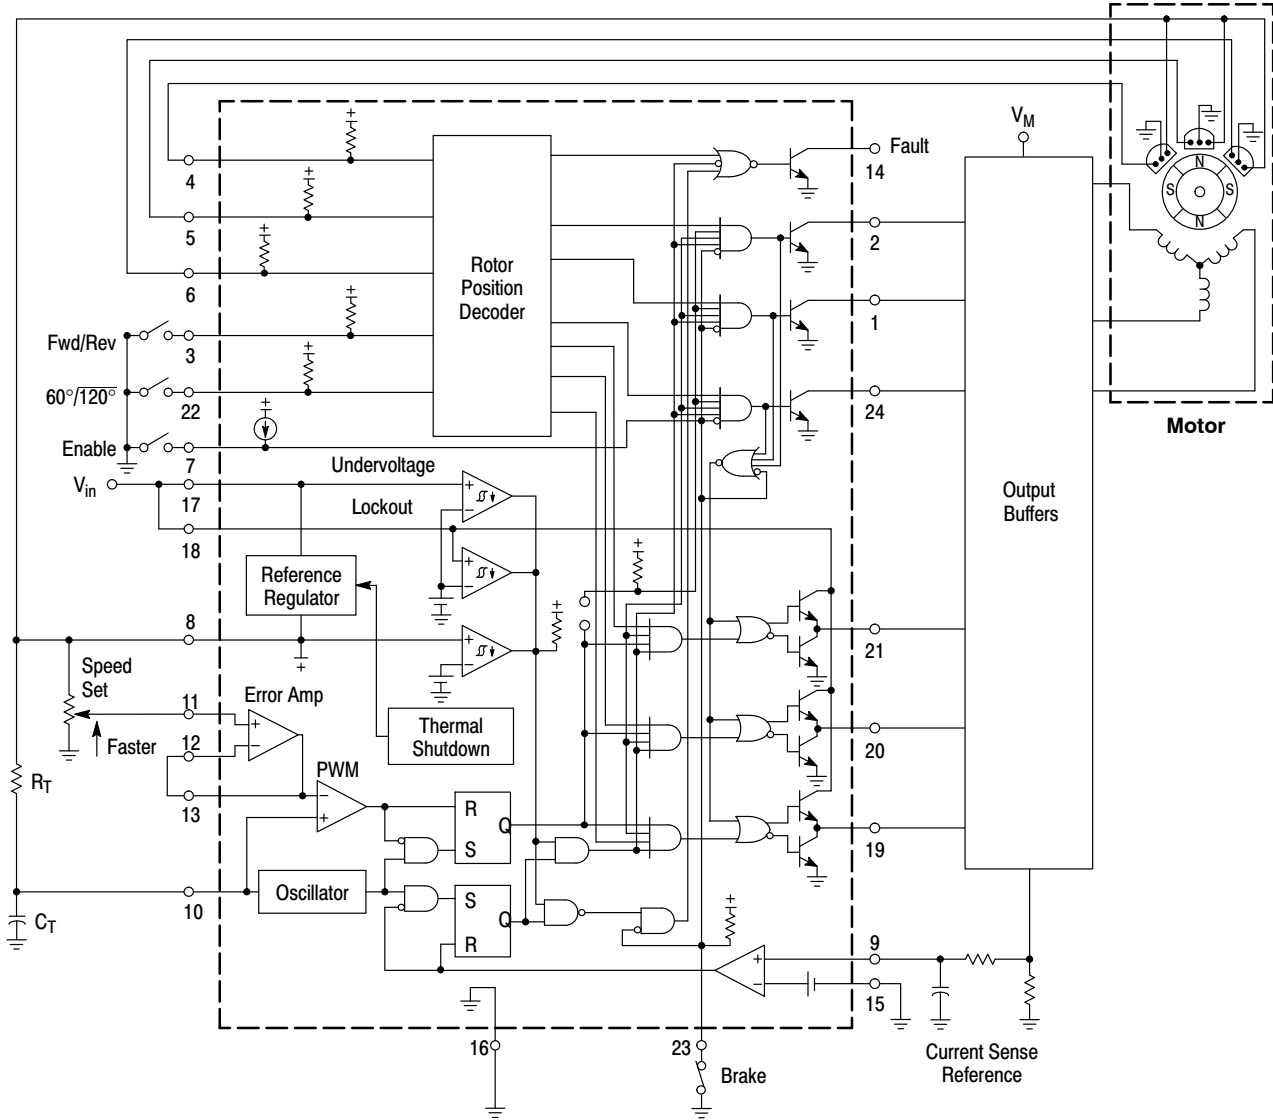 V_M
Fault
14
4
N
S
S
N
2
5
6
Rotor
Position
Decoder
1
Fwd/Rev
3
60°/120°
22
24
Motor
Enable
7
Undervoltage
V_in
17
Lockout
18
Output
Buffers
Reference
Regulator
8
21
Speed
Set
11
Error Amp
Thermal
Shutdown
12
Faster
20
R_T
13
PWM
R
Q
S
19
Oscillator
S
Q
R
10
C_T
9
15
16
23
Current Sense
Reference
Brake